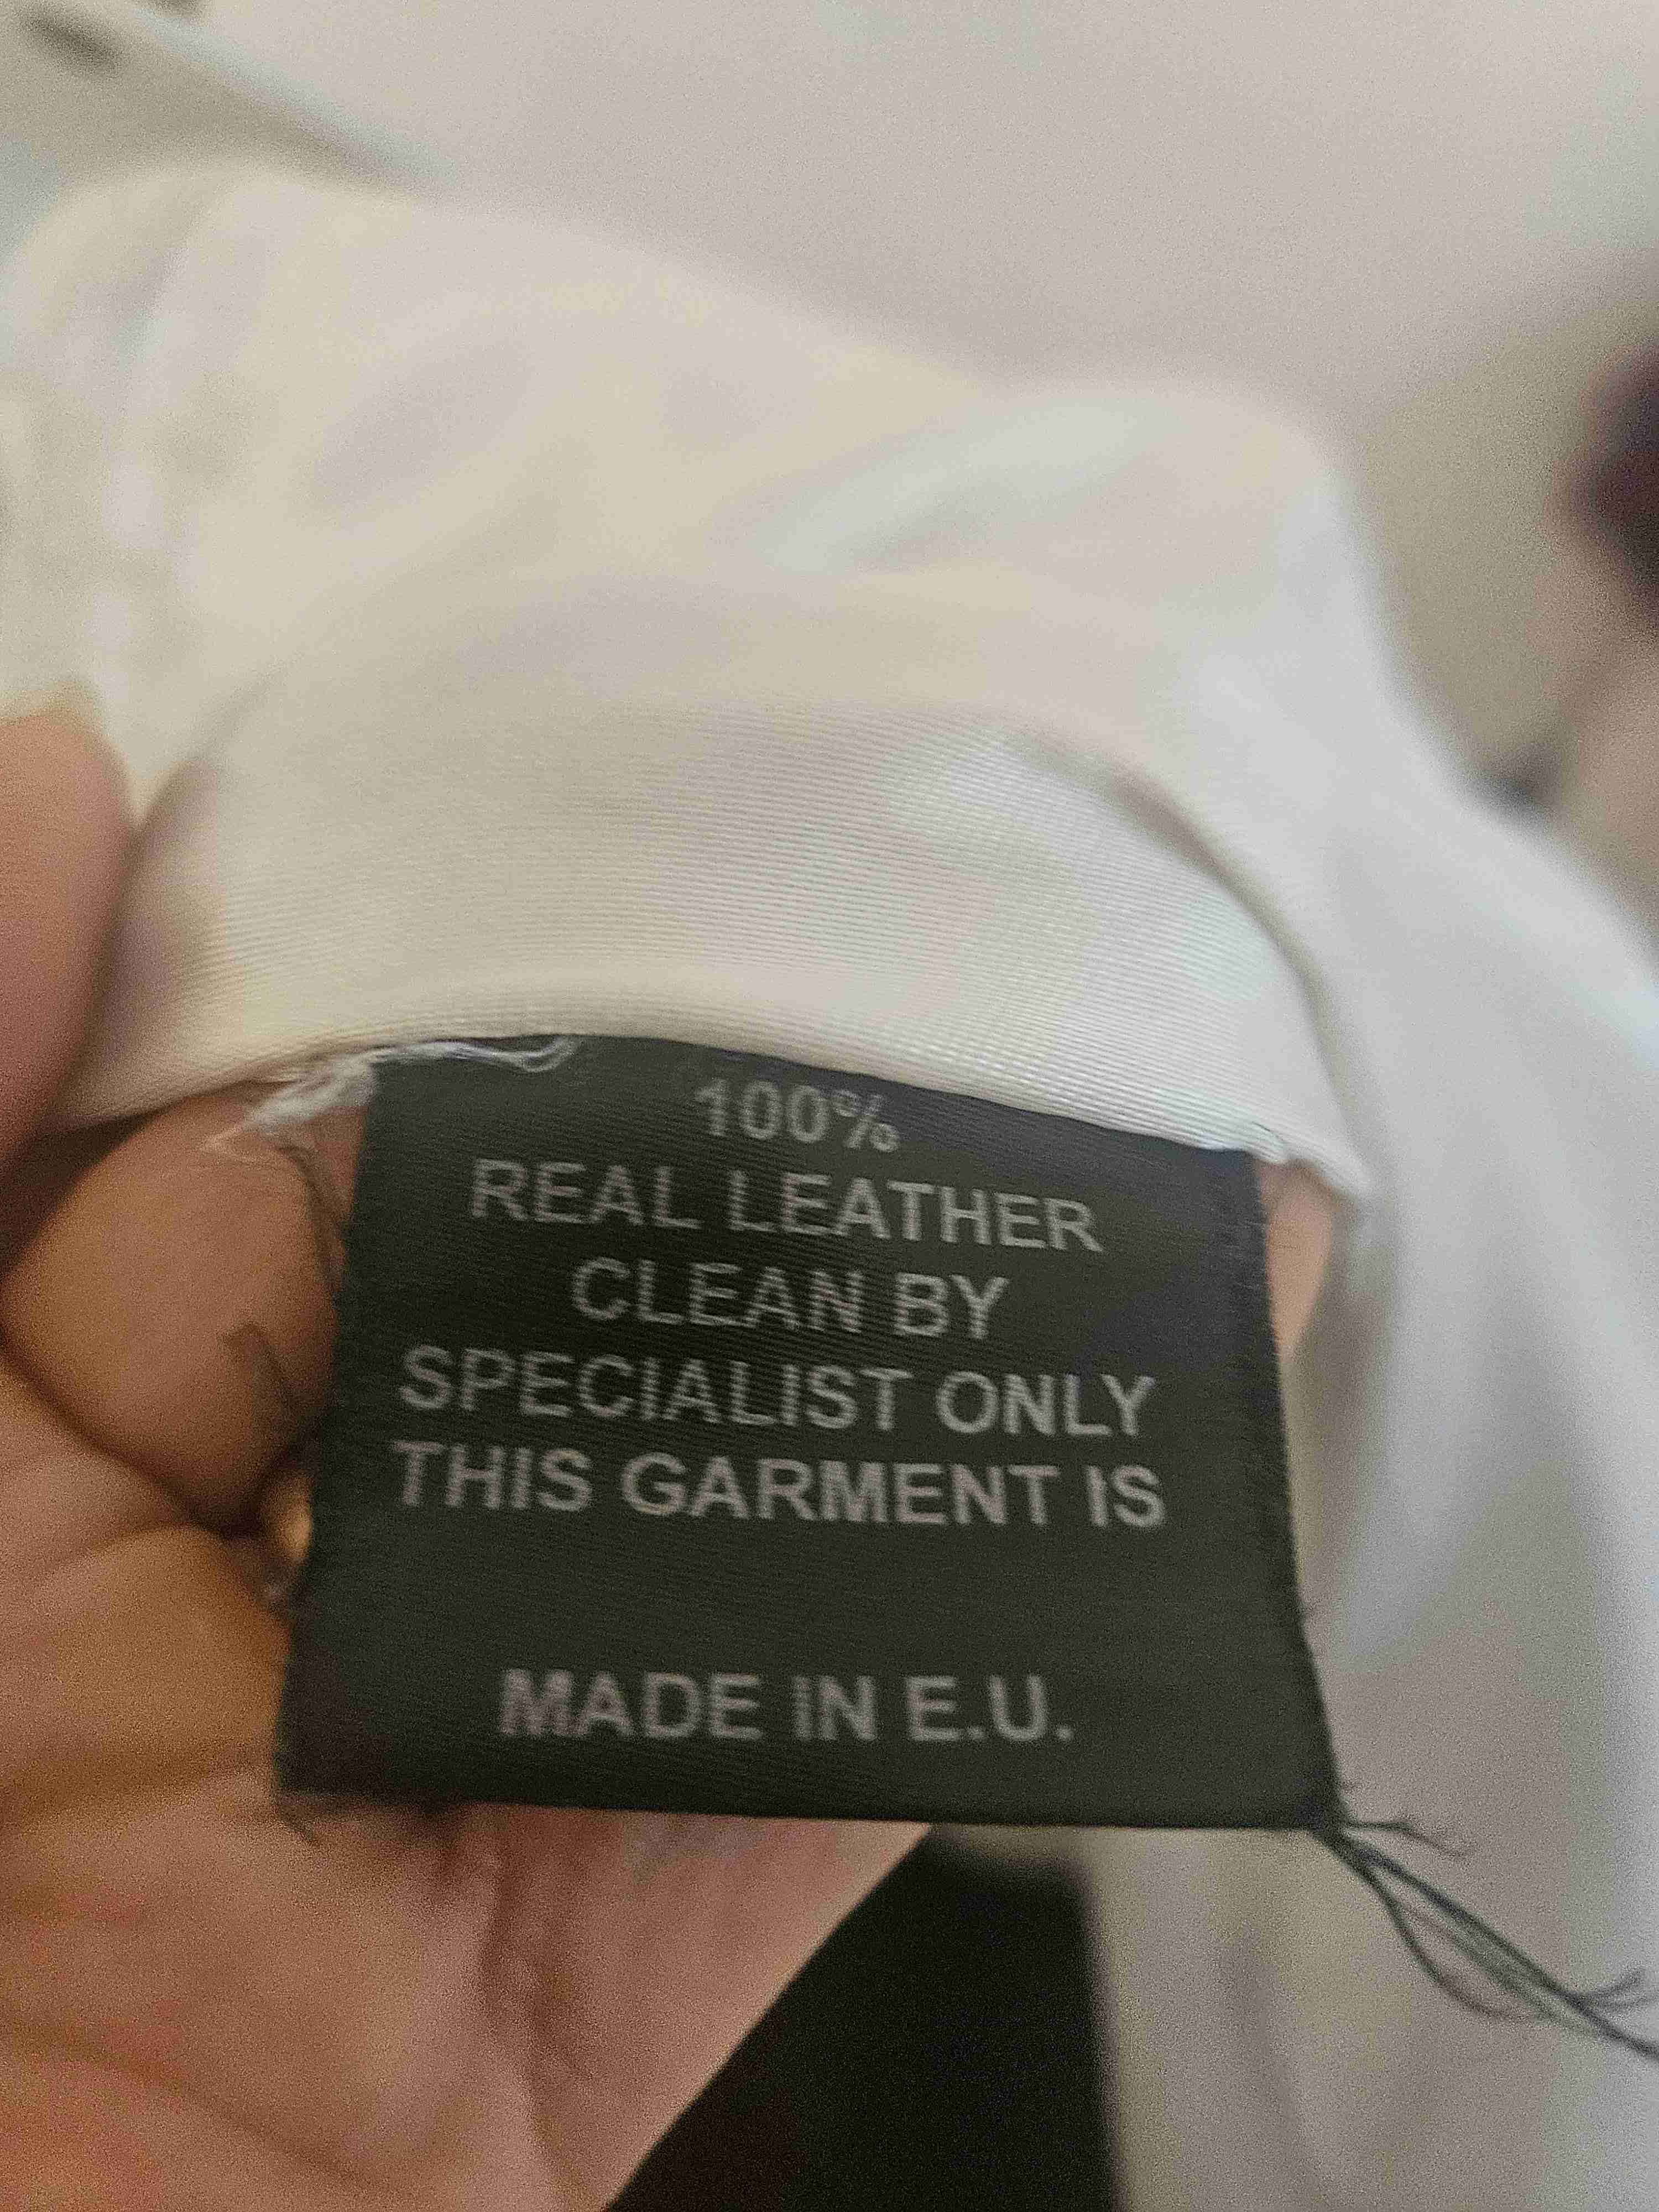 100%
REAL LEATHER
CLEAN BY
SPECIALIST ONLY
THIS GARMENT IS
MADE IN E.U.